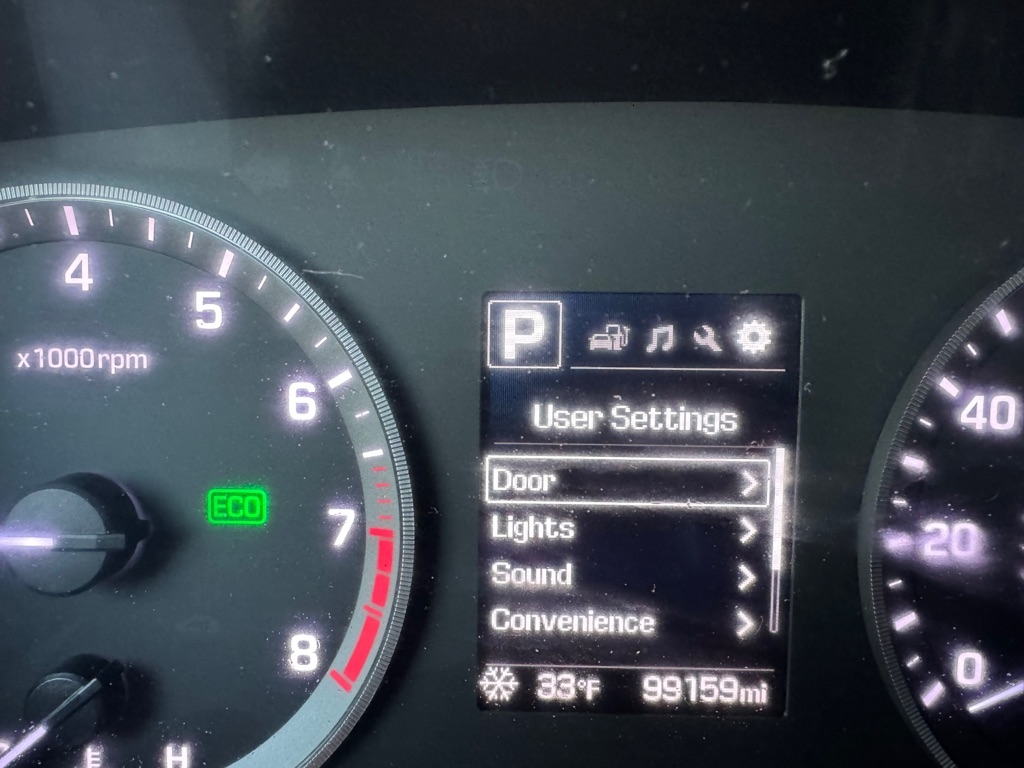 4
5
6
7
8
x1000rpm
ECO
E
H
P
User Settings
Door
Lights
Sound
Convenience
33°F 99159mi
40
20
0